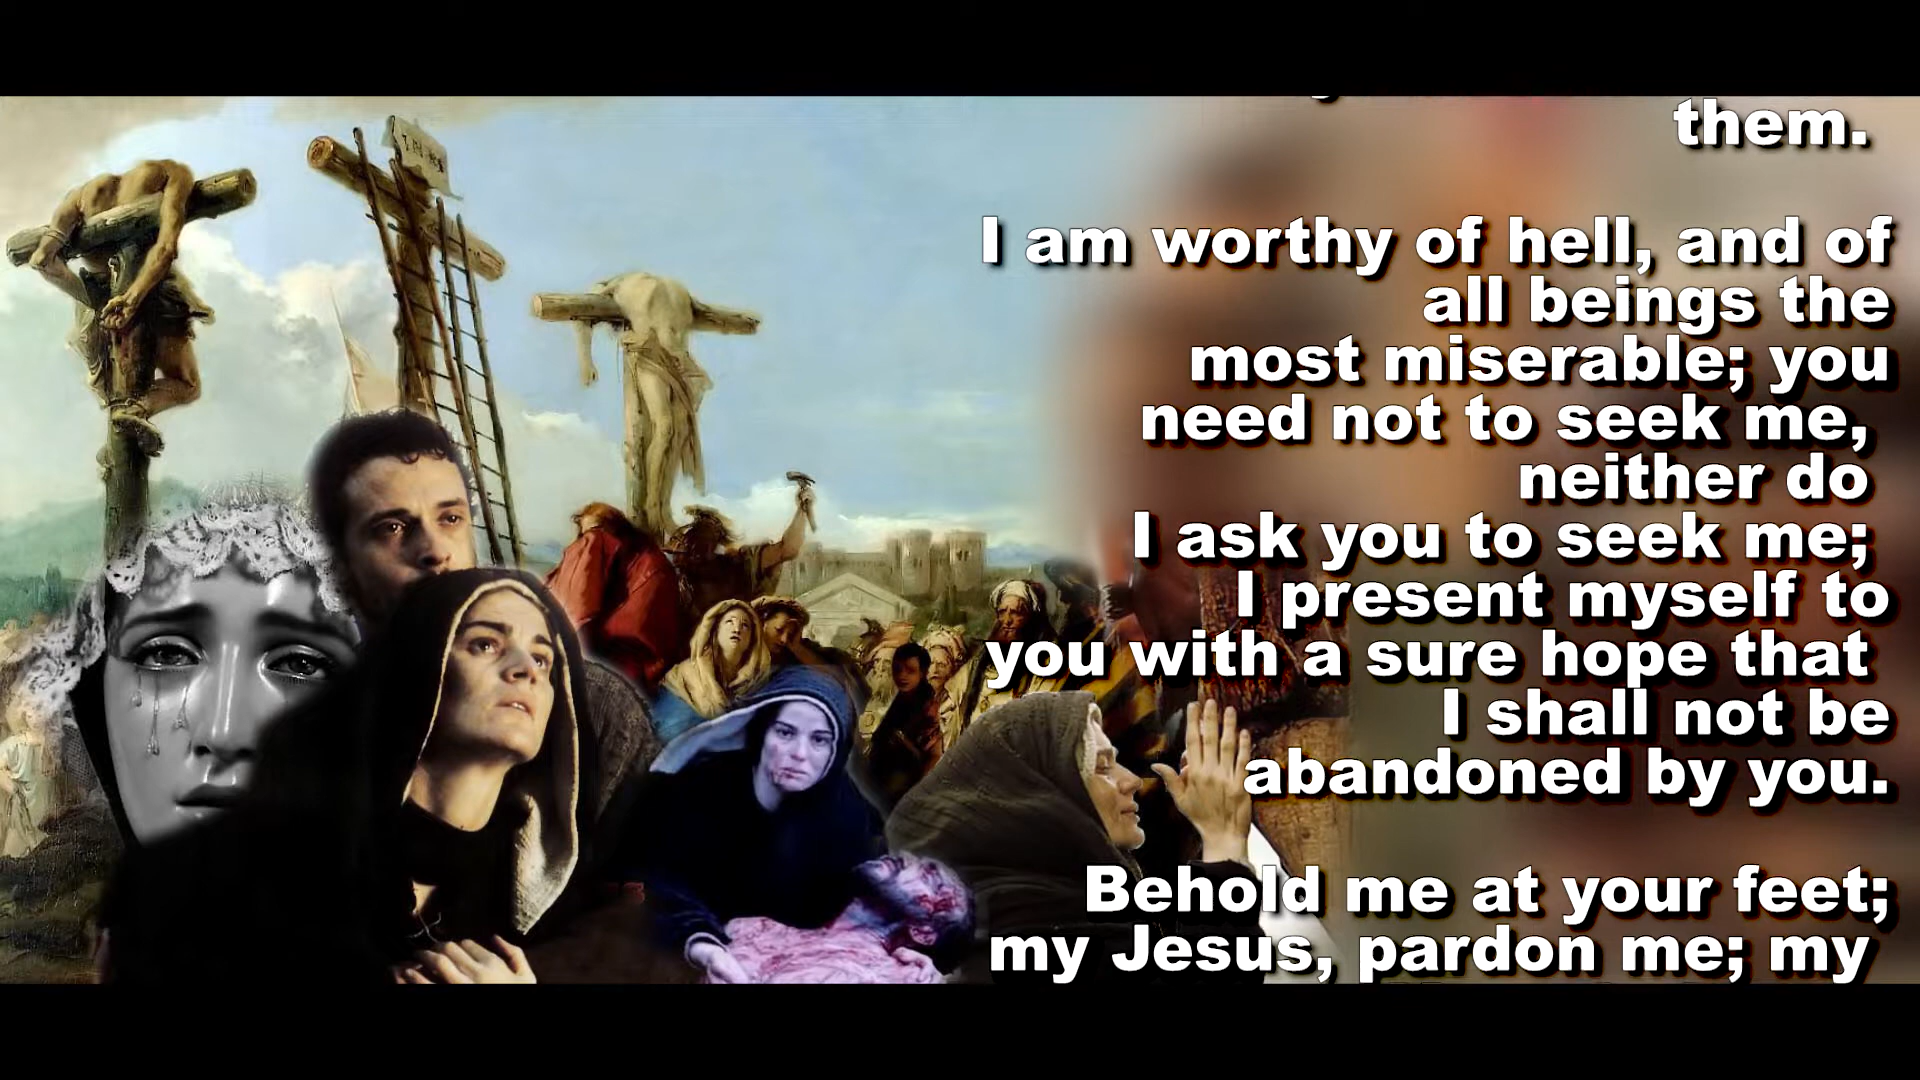 them.
I am worthy of hell, and of
all beings the
most miserable; you
need not to seek me,
neither do
I ask you to seek me;
I present myself to
you with a sure hope that
I shall not be
abandoned by you.
Behold me at your feet;
my Jesus, pardon me; my